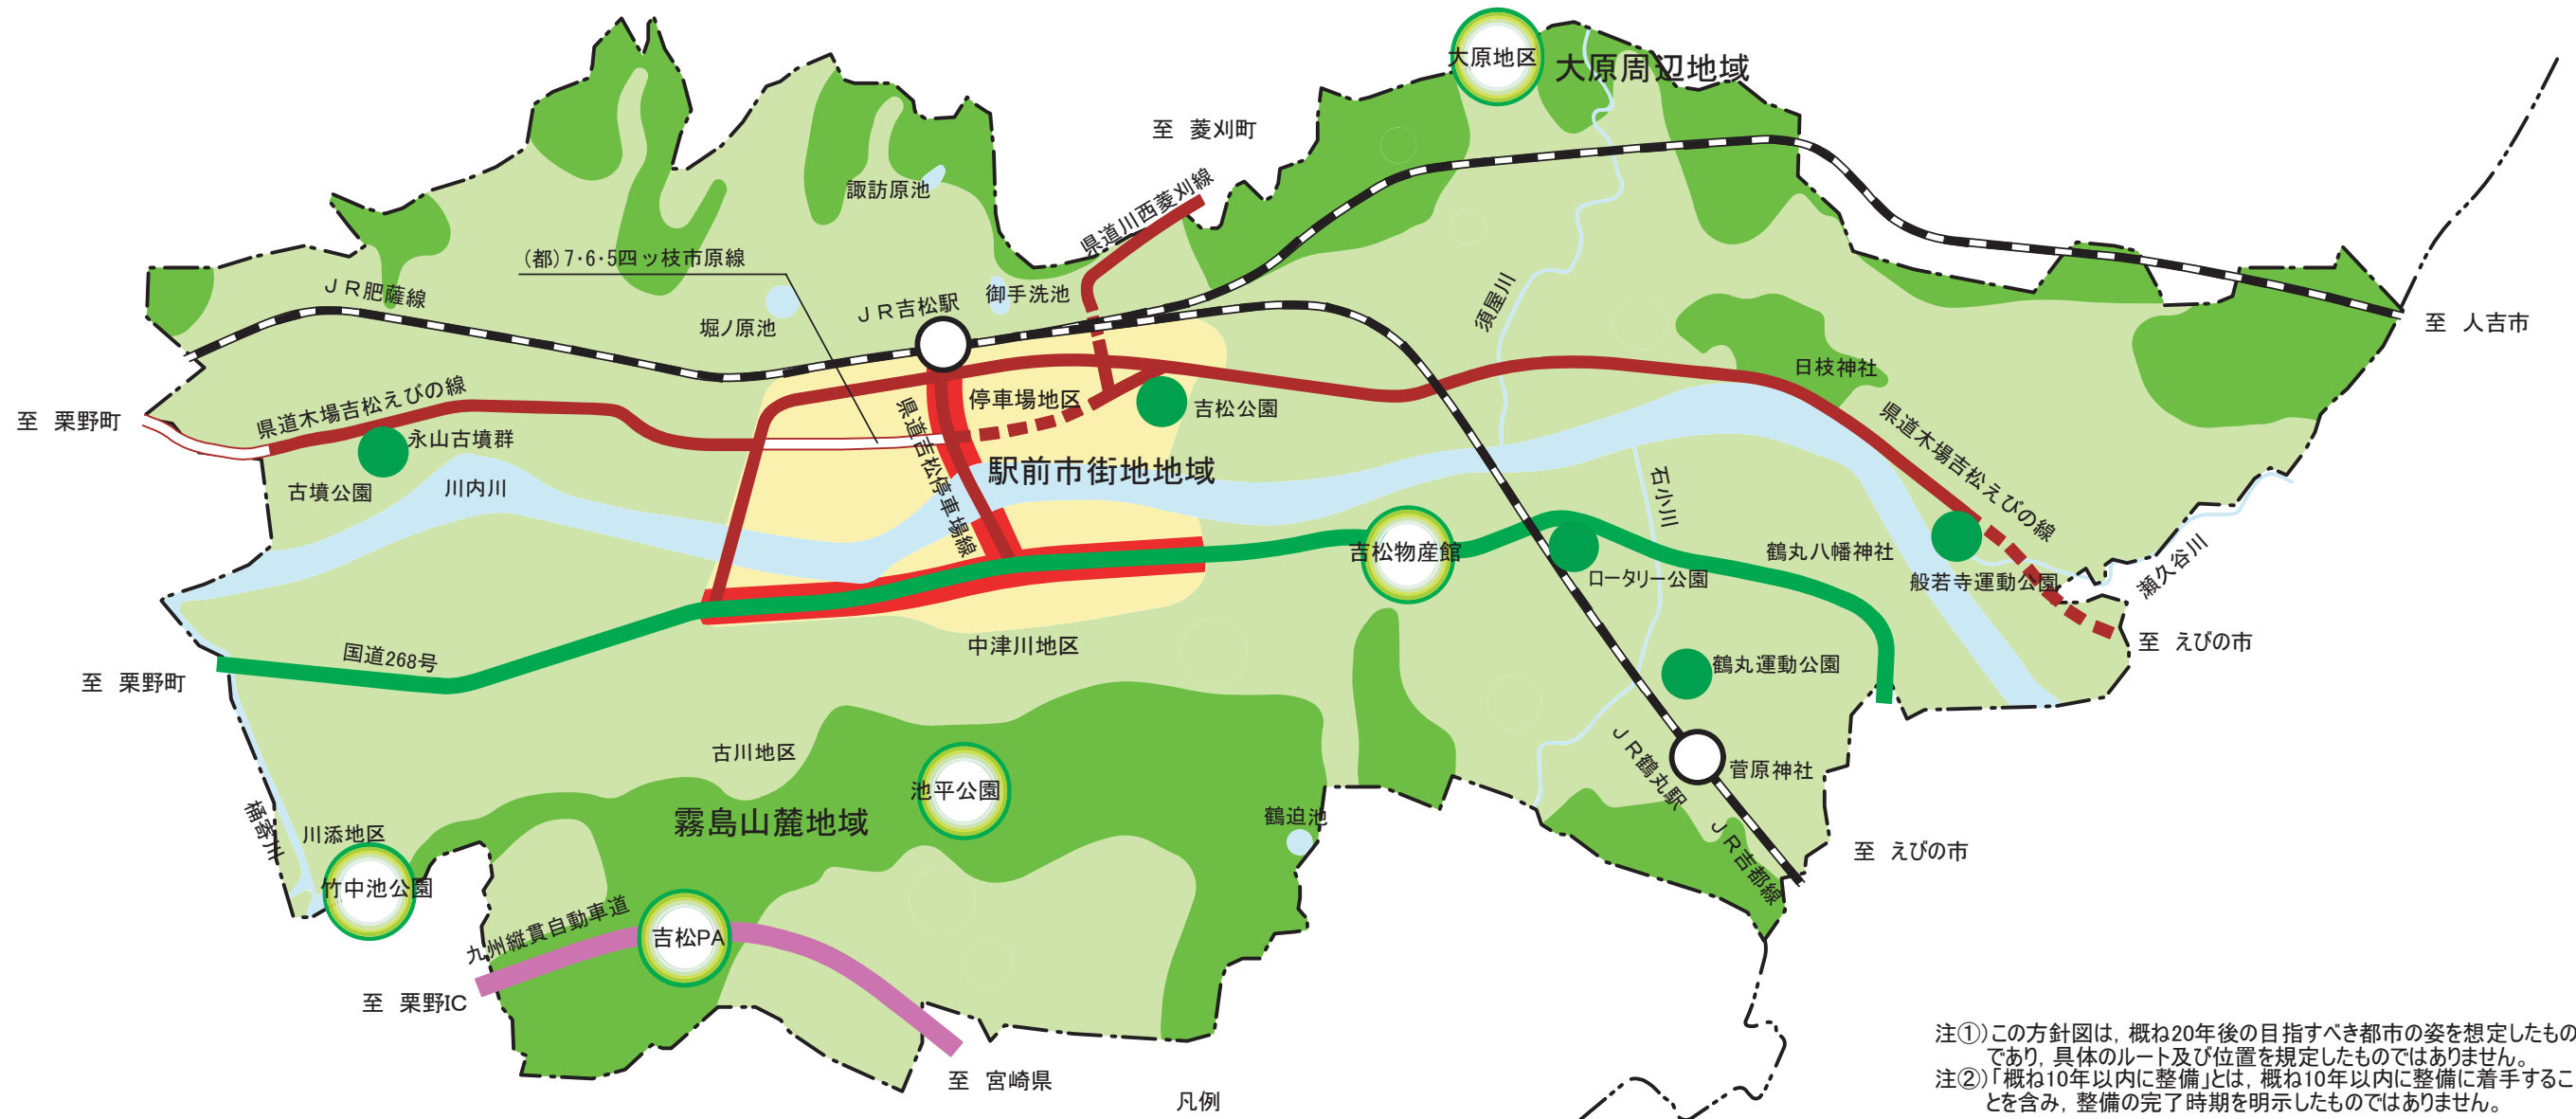 大原地区
大原周辺地域
至 菱刈町
県道川西菱刈線
諏訪原池
(都)7・6・5四ッ枝市原線
JR肥薩線
堀ノ原池
JR吉松駅
御手洗池
須屋川
至 人吉市
日枝神社
至 栗野町
県道木場吉松えびの線
永山古墳群
古墳公園
川内川
県道吉松停車場線
停車場地区
吉松公園
駅前市街地地域
石小川
県道木場吉松えびの線
吉松物産館
ロータリー公園
鶴丸八幡神社
般若寺運動公園
瀬久谷川
至 えびの市
中津川地区
国道268号
至 栗野町
鶴丸運動公園
古川地区
池平公園
JR鶴丸駅
菅原神社
桶寄川
川添地区
霧島山麓地域
鶴迫池
JR吉都線
至 えびの市
竹中池公園
九州縦貫自動車道
吉松PA
至 栗野IC
至 宮崎県
凡例
注①)この方針図は，概ね20年後の目指すべき都市の姿を想定したもの
であり，具体のルート及び位置を規定したものではありません。
注②)「概ね10年以内に整備」とは，概ね10年以内に整備に着手するこ
とを含み，整備の完了時期を明示したものではありません。